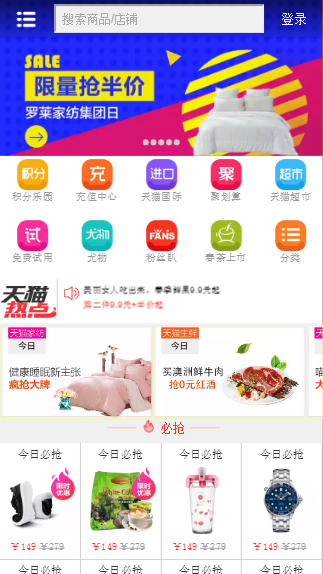 搜索商品/店铺
登录
SALE
限量抢半价
罗莱家纺集团日
积分 充 进口 聚 超市
积分乐园 充值中心 天猫国际 聚划算 天猫超市
试 尤物 FANS
免费试用 尤物 粉丝趴 春茶上市 分类
天猫热点
美丽女人吃出来，春季鲜果9.9元起
第二件9.9元+半价起
天猫家纺
今日
健康睡眠新主张
疯抢大牌
天猫生鲜
今日
买澳洲鲜牛肉
抢0元红酒
天猫
必抢
今日必抢 今日必抢 今日必抢 今日必抢
限时优惠 限时优惠
￥149 ￥279 ￥149 ￥279 ￥149 ￥279 ￥149 ￥279
今日必抢 今日必抢 今日必抢 今日必抢